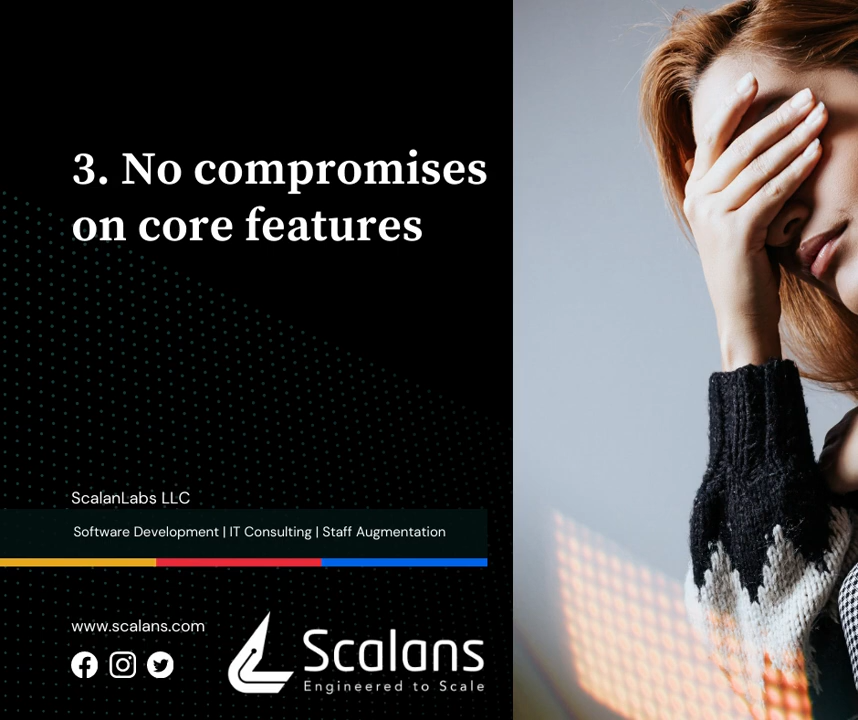 3. No compromises
on core features
ScalanLabs LLC
Software Development | IT Consulting | Staff Augmentation
www.scalans.com
Scalans
Engineered to Scale